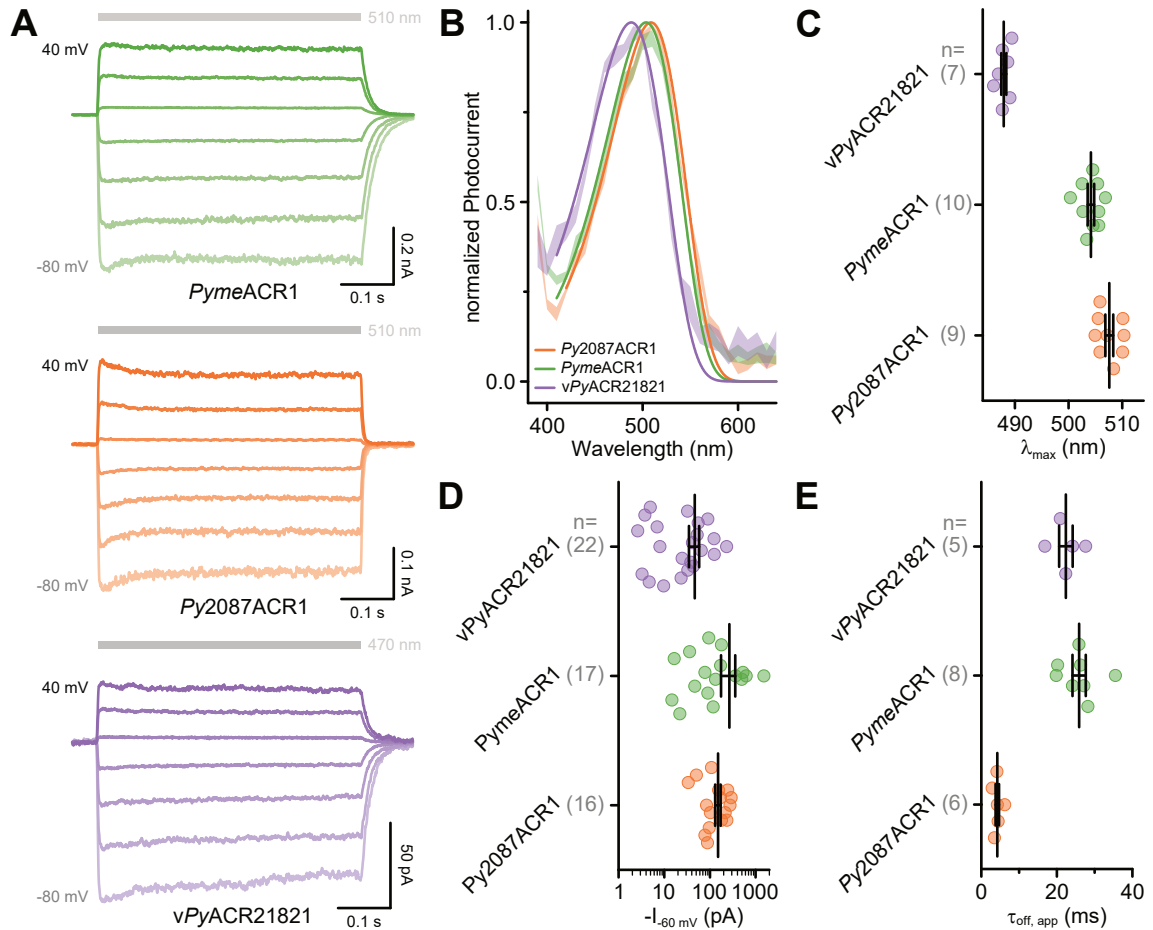 A
510 nm
40 mV
-80 mV
0.2 nA
0.1 s
PymeACR1
510 nm
40 mV
-80 mV
0.1 nA
0.1 s
Py2087ACR1
470 nm
40 mV
-80 mV
50 pA
0.1 s
vPyACR21821
B
normalized Photocurrent
1.0
0.5
0.0
Py2087ACR1
PymeACR1
vPyACR21821
400 500 600
Wavelength (nm)
C
n=
vPyACR21821 (7)
PymeACR1 (10)
Py2087ACR1 (9)
490 500 510
λmax (nm)
D
n=
vPyACR21821 (22)
PymeACR1 (17)
Py2087ACR1 (16)
1 10 100 1000
-I-60 mV (pA)
E
n=
vPyACR21821 (5)
PymeACR1 (8)
Py2087ACR1 (6)
0 20 40
τoff, app (ms)